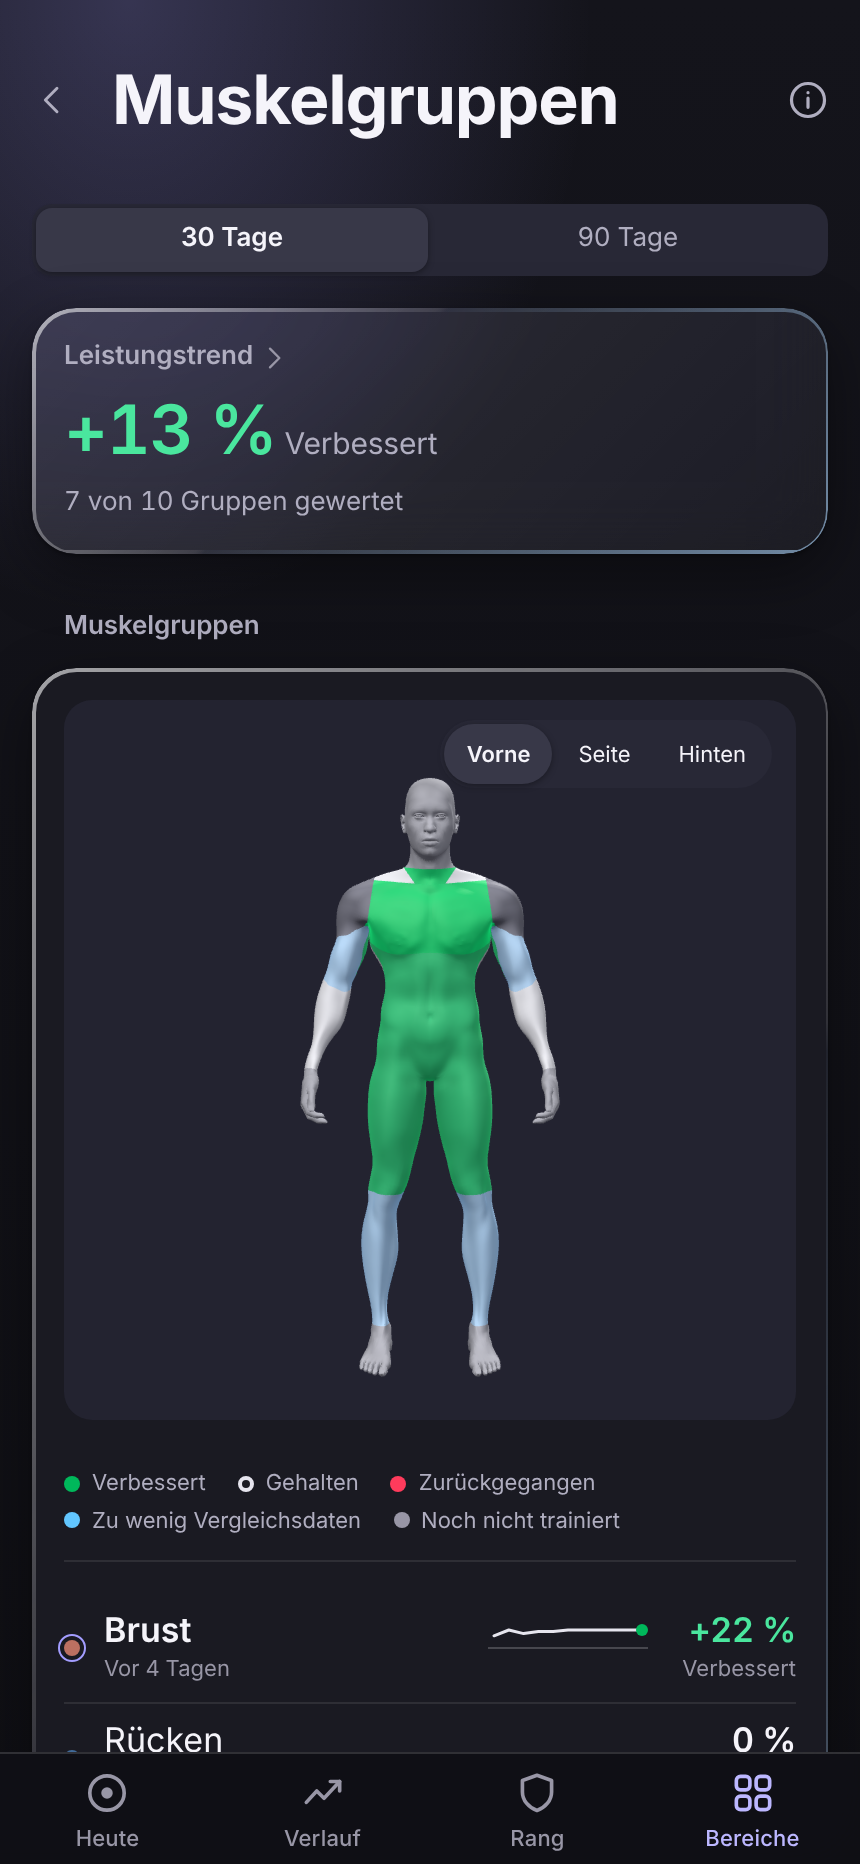 Muskelgruppen
30 Tage
90 Tage
Leistungstrend
+13 % Verbessert
7 von 10 Gruppen gewertet
Muskelgruppen
Vorne
Seite
Hinten
Verbessert
Gehalten
Zurückgegangen
Zu wenig Vergleichsdaten
Noch nicht trainiert
Brust
+22 %
Vor 4 Tagen
Verbessert
Rücken
0 %
Heute
Verlauf
Rang
Bereiche